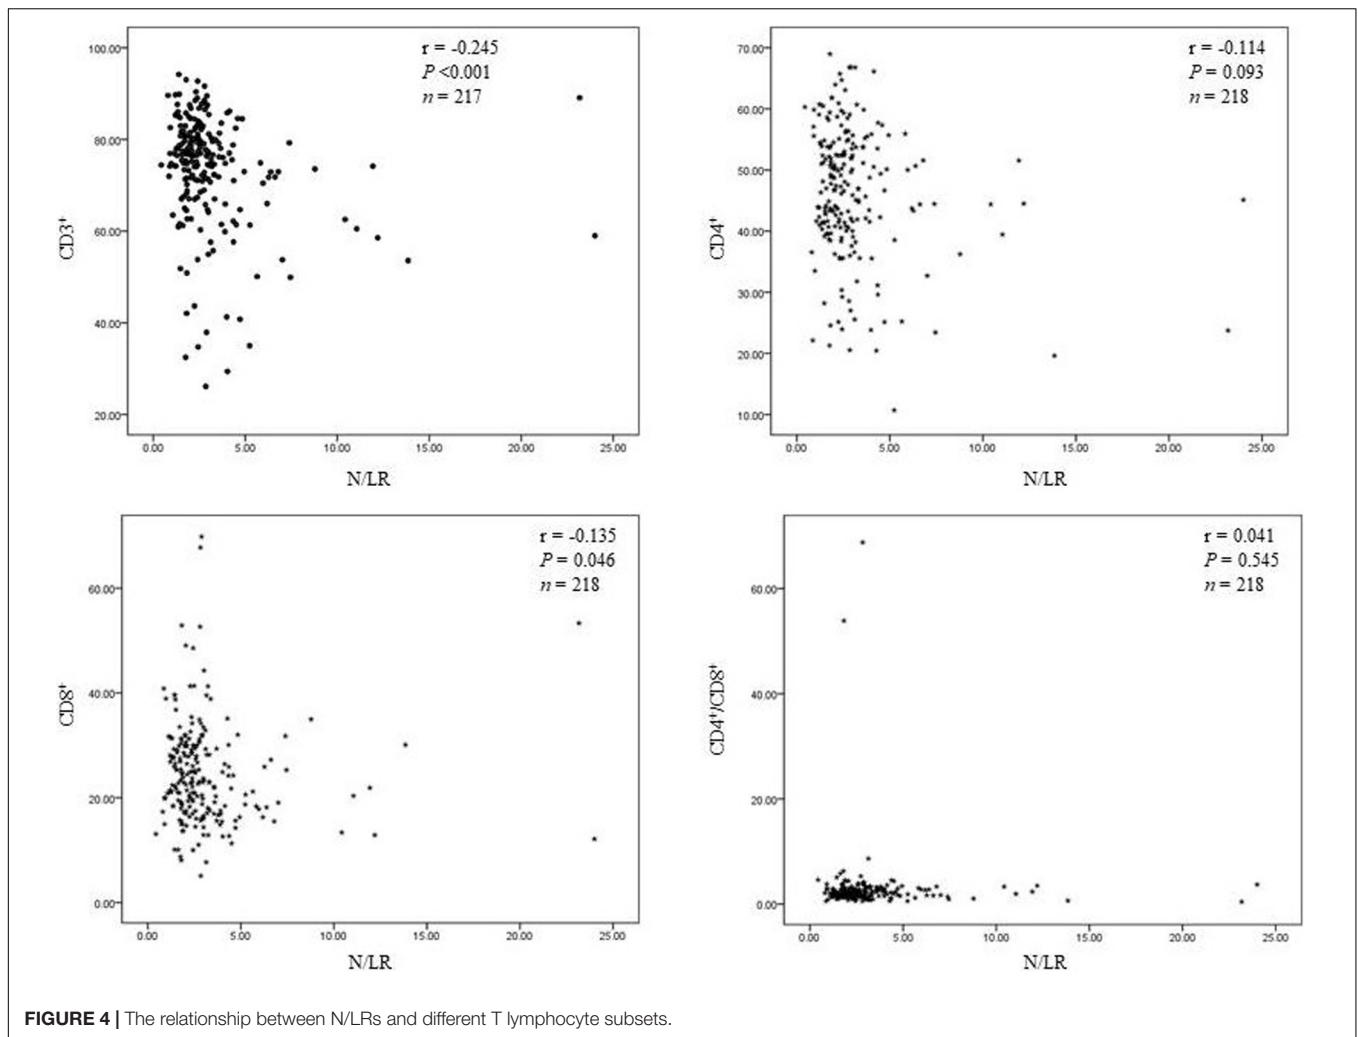 r = -0.245
P <0.001
n = 217
100.00
80.00
60.00
40.00
20.00
CD3+
0.00 5.00 10.00 15.00 20.00 25.00
N/LR
r = -0.114
P = 0.093
n = 218
70.00
60.00
50.00
40.00
30.00
20.00
10.00
CD4+
0.00 5.00 10.00 15.00 20.00 25.00
N/LR
r = -0.135
P = 0.046
n = 218
60.00
40.00
20.00
0.00
CD8+
0.00 5.00 10.00 15.00 20.00 25.00
N/LR
r = 0.041
P = 0.545
n = 218
60.00
40.00
20.00
0.00
CD4+/CD8+
0.00 5.00 10.00 15.00 20.00 25.00
N/LR
FIGURE 4 | The relationship between N/LRs and different T lymphocyte subsets.